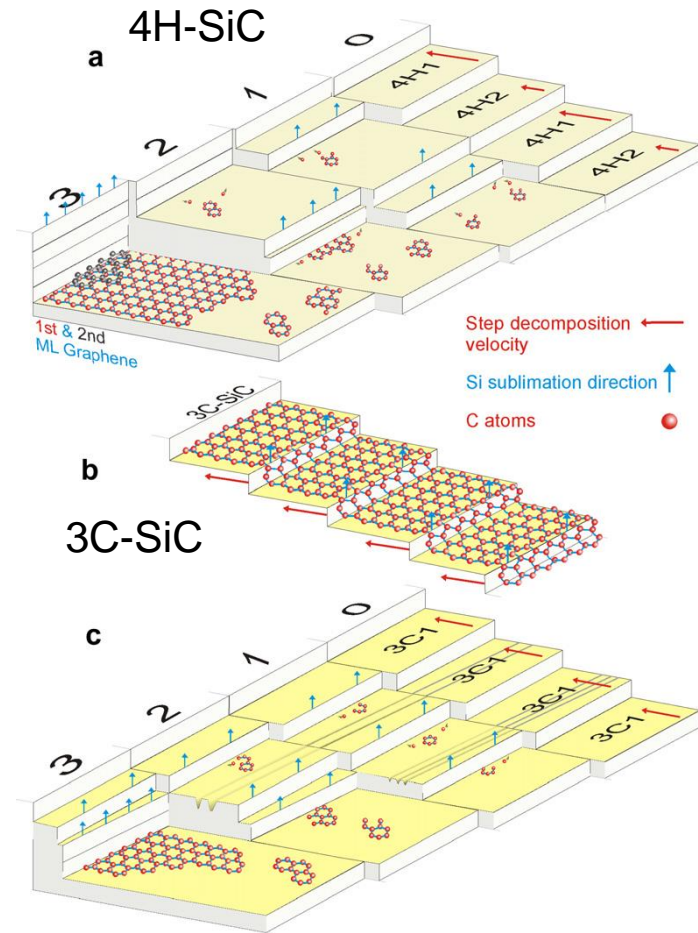 4H-SiC
a
0
1
2
3
4H1
4H2
4H1
4H2
1st & 2nd
ML Graphene
Step decomposition
velocity
Si sublimation direction
C atoms
3C-SiC
b
3C-SiC
c
0
1
2
3
3C1
3C1
3C1
3C1